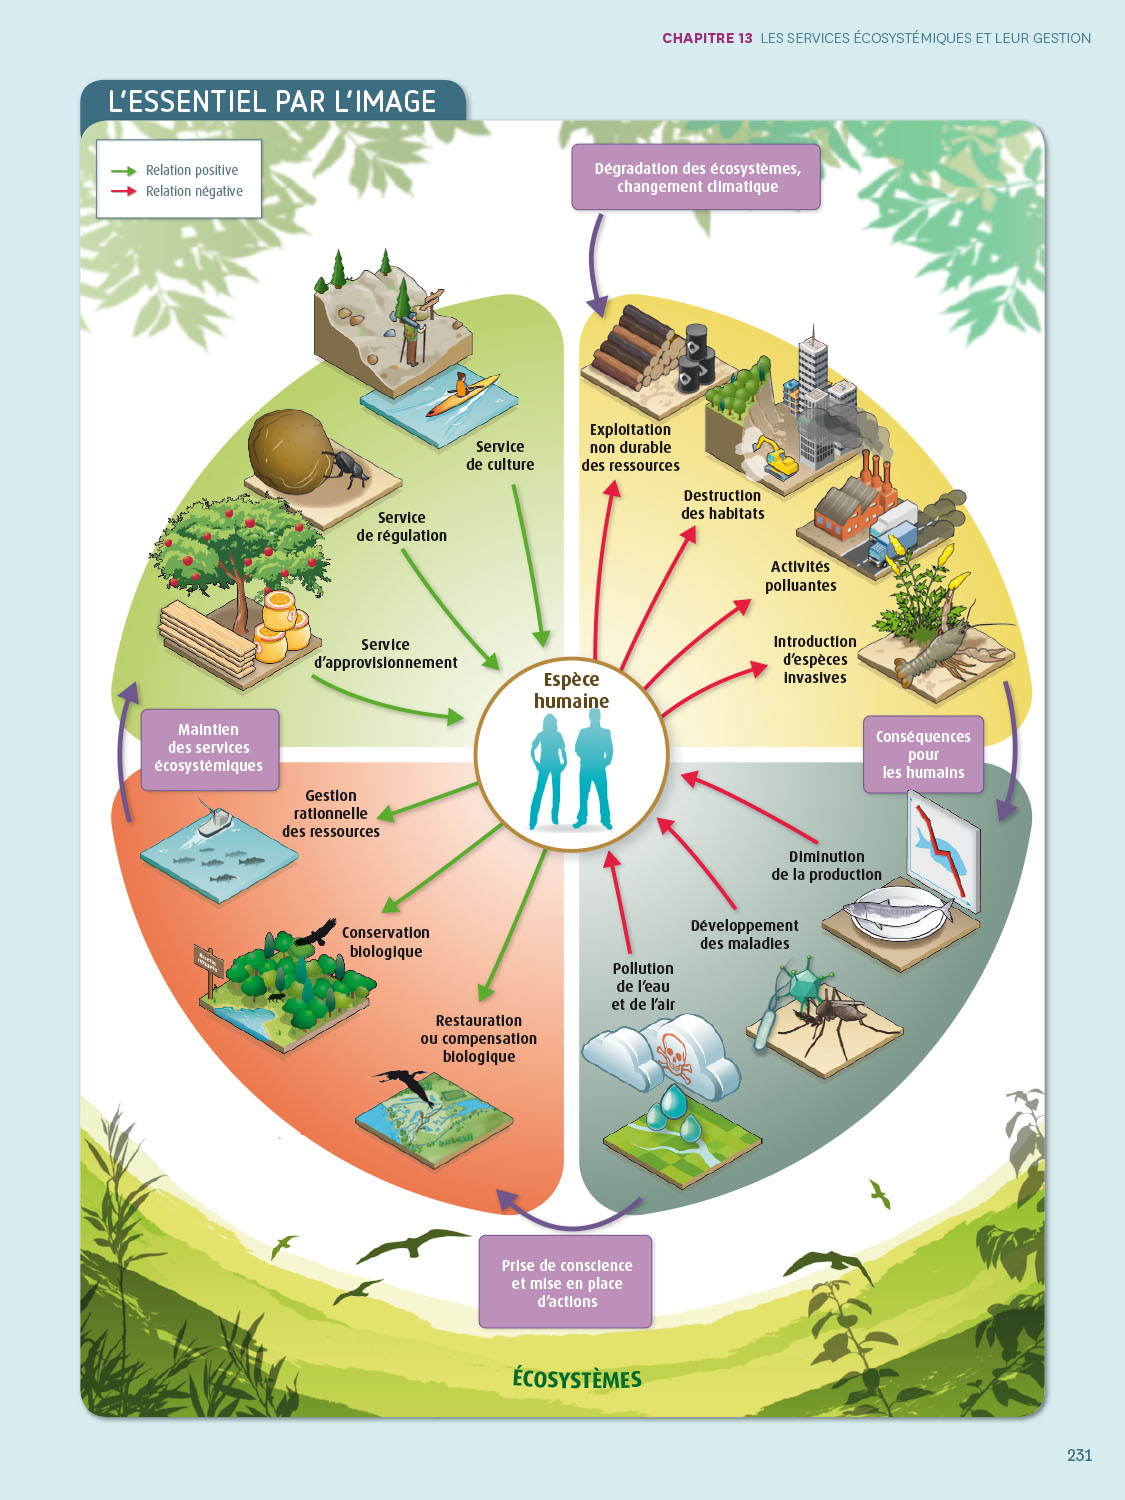 CHAPITRE 13 LES SERVICES ÉCOSYSTÉMIQUES ET LEUR GESTION
L'ESSENTIEL PAR L'IMAGE
Relation positive
Relation négative
Dégradation des écosystèmes,
changement climatique
Service
de culture
Service
de régulation
Service
d'approvisionnement
Exploitation
non durable
des ressources
Destruction
des habitats
Activités
polluantes
Introduction
d'espèces
invasives
Espèce
humaine
Maintien
des services
écosystémiques
Conséquences
pour
les humains
Gestion
rationnelle
des ressources
Conservation
biologique
Restauration
ou compensation
biologique
Diminution
de la production
Développement
des maladies
Pollution
de l'eau
et de l'air
Prise de conscience
et mise en place
d'actions
ÉCOSYSTÈMES
231